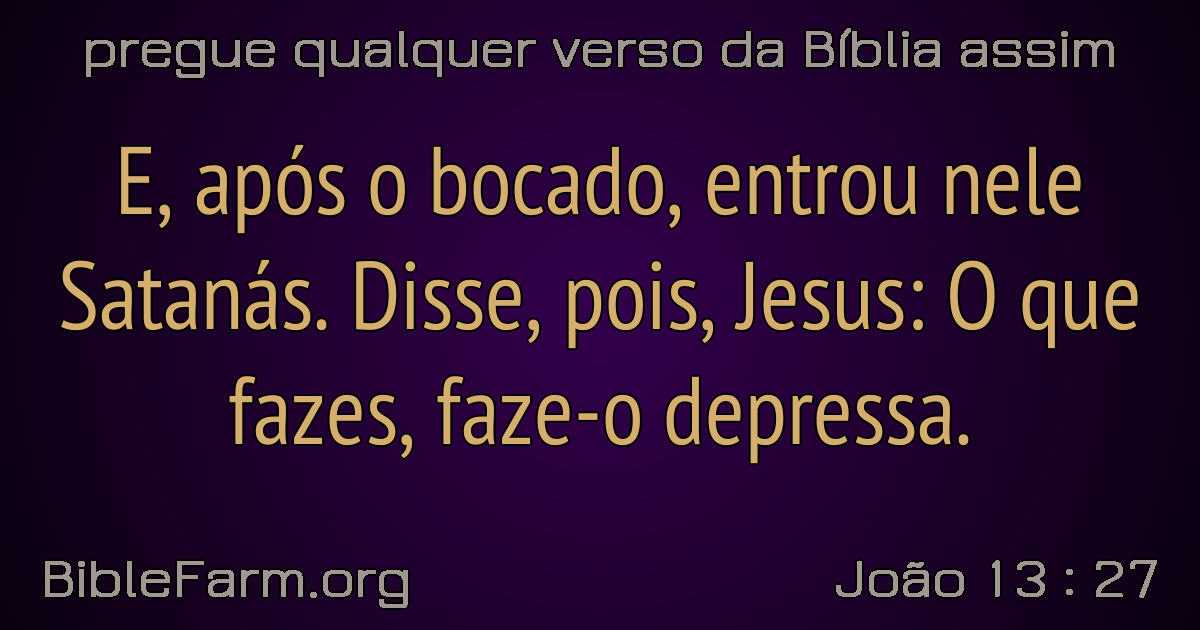 pregue qualquer verso da Bíblia assim
E, após o bocado, entrou nele
Satanás. Disse, pois, Jesus: O que
fazes, faze-o depressa.
BibleFarm.org
João 13 : 27